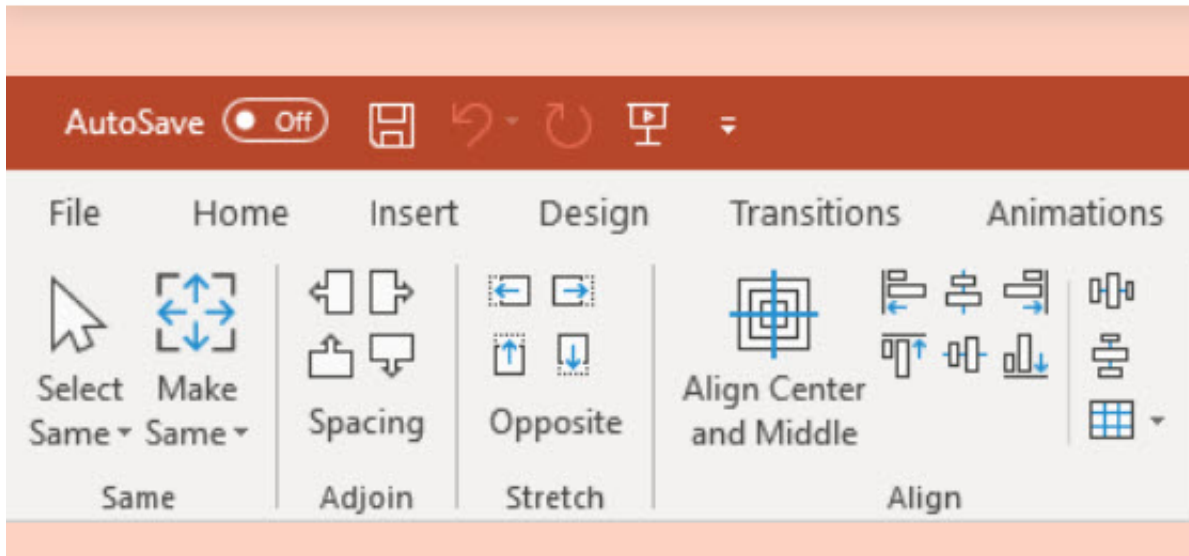 AutoSave Off
File Home Insert Design Transitions Animations
Select Make Align Center
Same Same Spacing Opposite and Middle
Same Adjoin Stretch Align